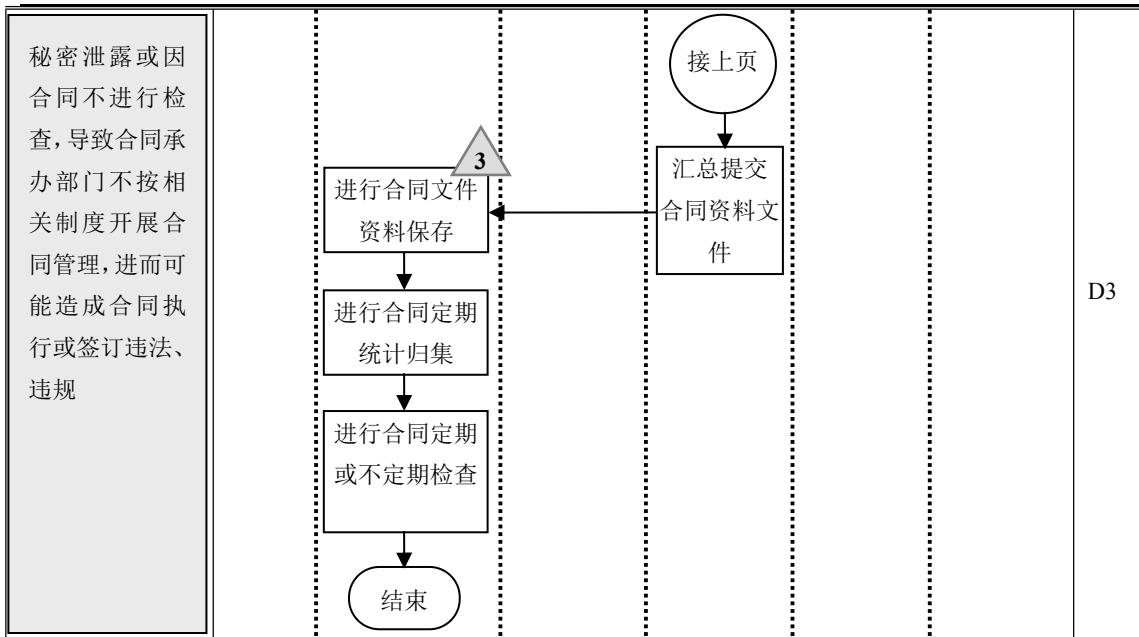 秘密泄露或因
合同不进行检
查,导致合同承
办部门不按相
关制度开展合
同管理,进而可
能造成合同执
行或签订违法、
违规
接上页
汇总提交
合同资料文
件
3
进行合同文件
资料保存
进行合同定期
统计归集
进行合同定期
或不定期检查
结束
D3